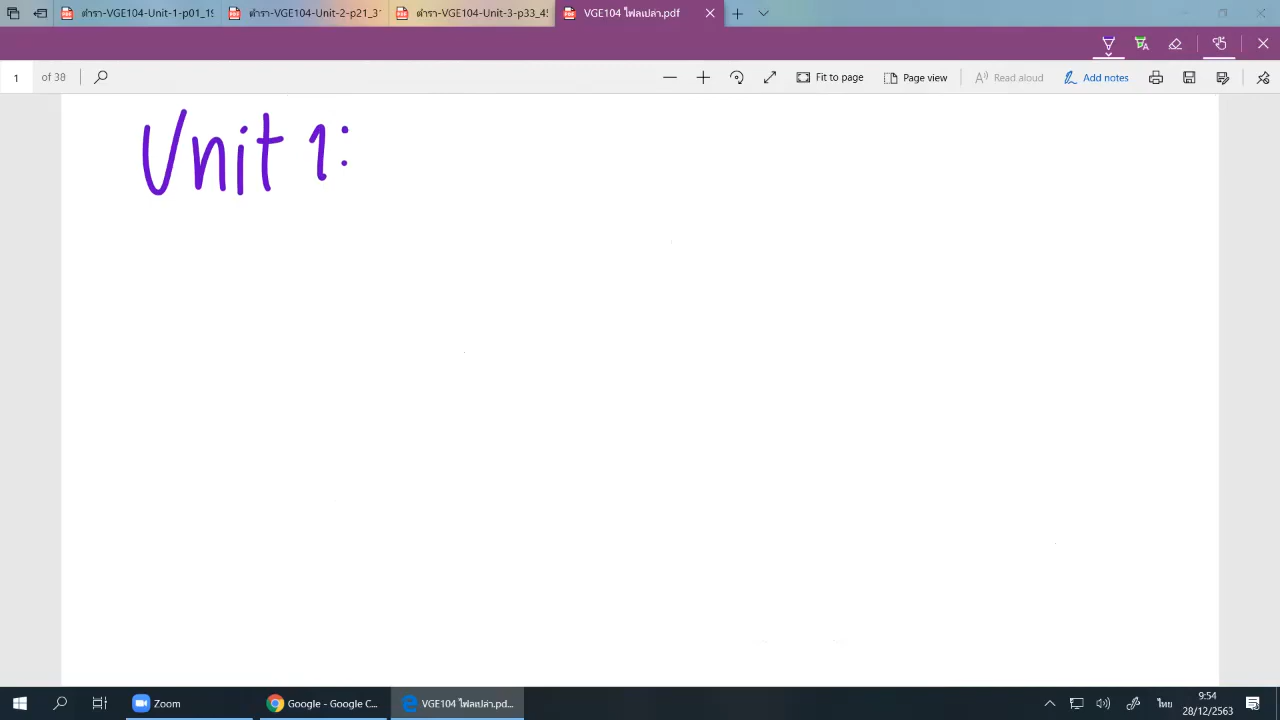 ตำรา-VGE104-Unit-1-p01_19 ตำรา-VGE104-Unit-2-p21_3 ตำรา-VGE104-Unit-3-p33_45 VGE104 ไฟลเปล่า.pdf
1 of 38 Fit to page Page view Read aloud Add notes
Unit 1:
Zoom Google - Google C... VGE104 ไฟลเปล่า.pd... ไทย 9:54
28/12/2563